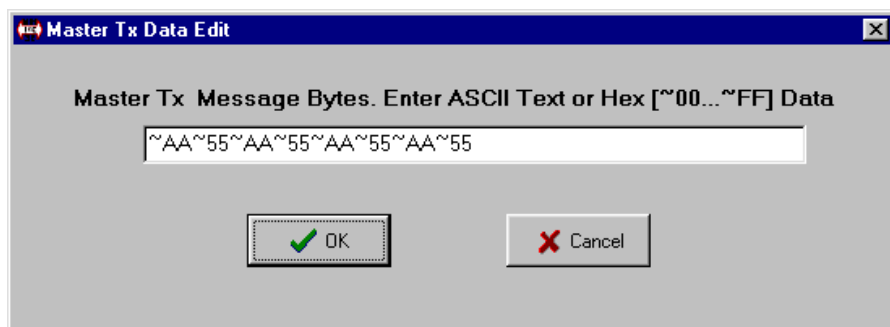 Master Tx Data Edit
Master Tx Message Bytes. Enter ASCII Text or Hex [~00...~FF] Data
~AA~55~AA~55~AA~55~AA~55
OK
Cancel